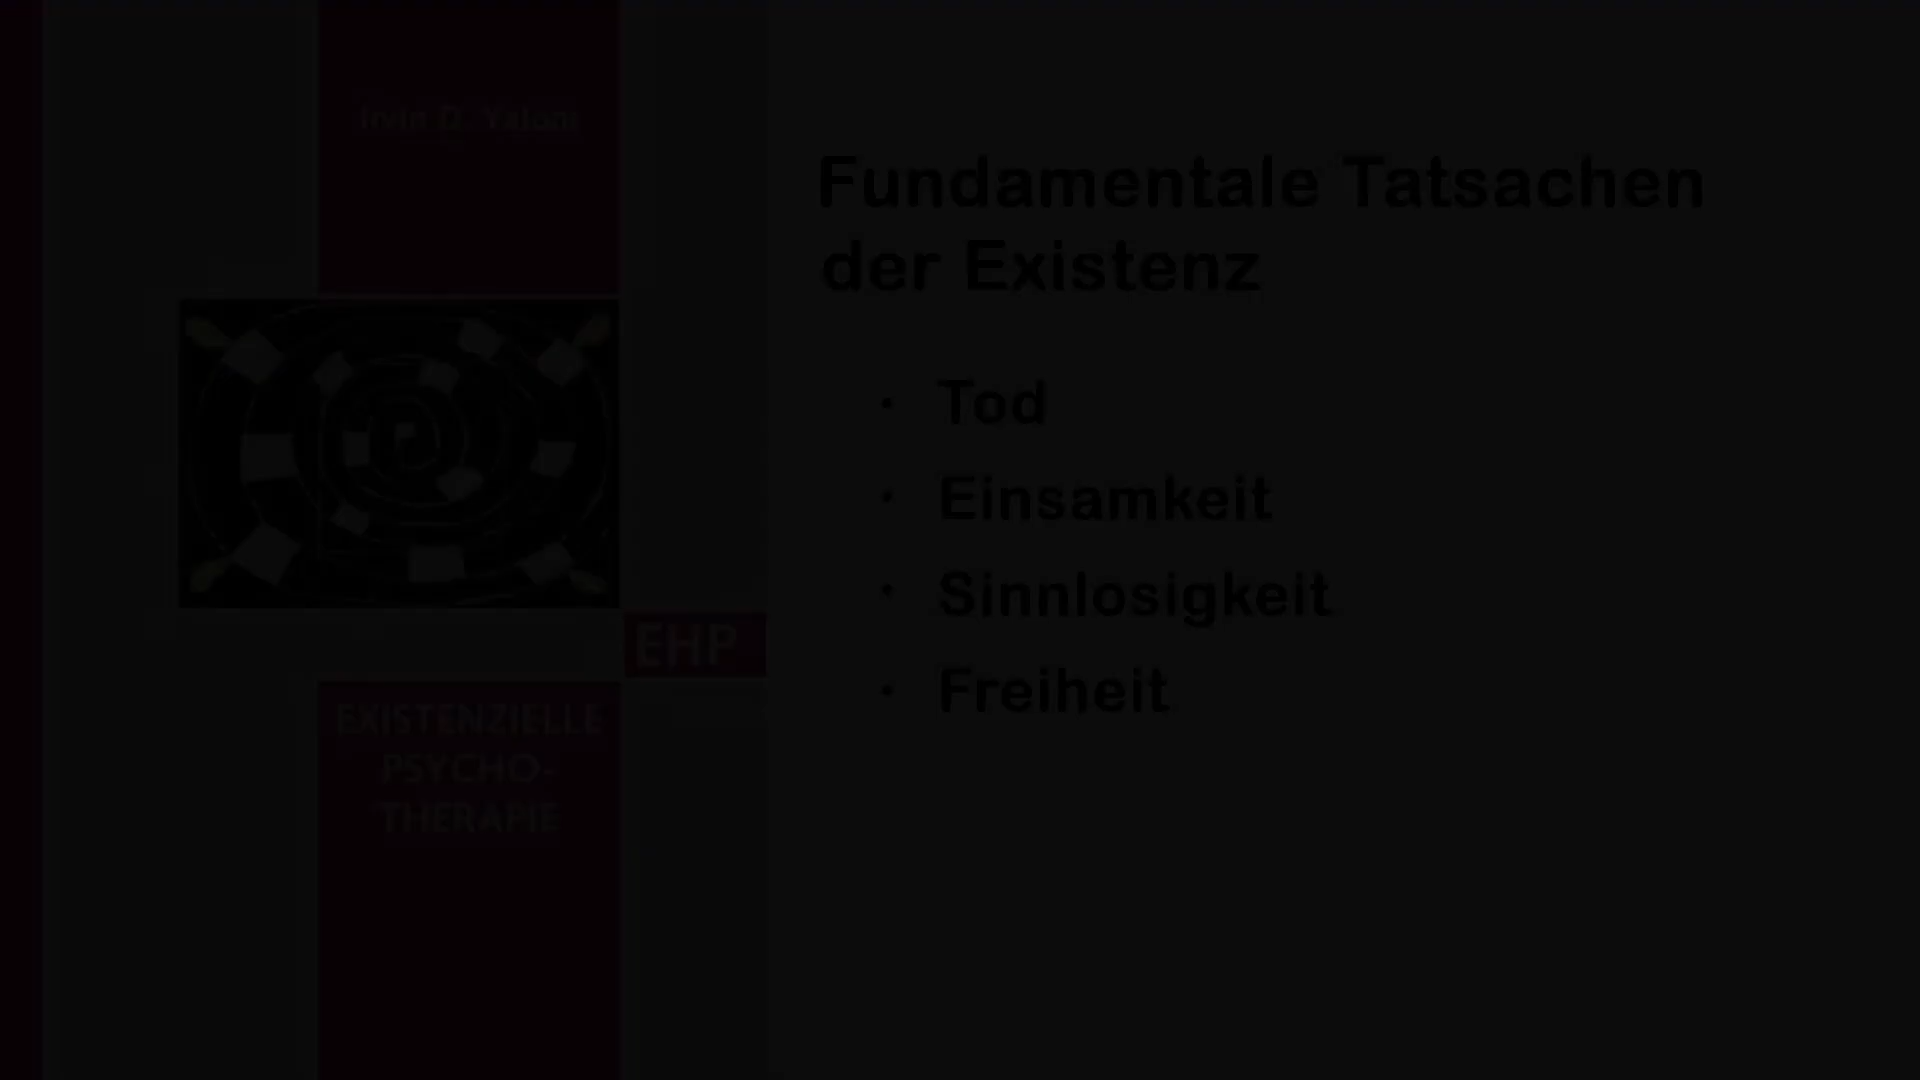 Irvin D. Yalom
EHP
EXISTENZIELLE
PSYCHO-
THERAPIE
Fundamentale Tatsachen
der Existenz
• Tod
• Einsamkeit
• Sinnlosigkeit
• Freiheit